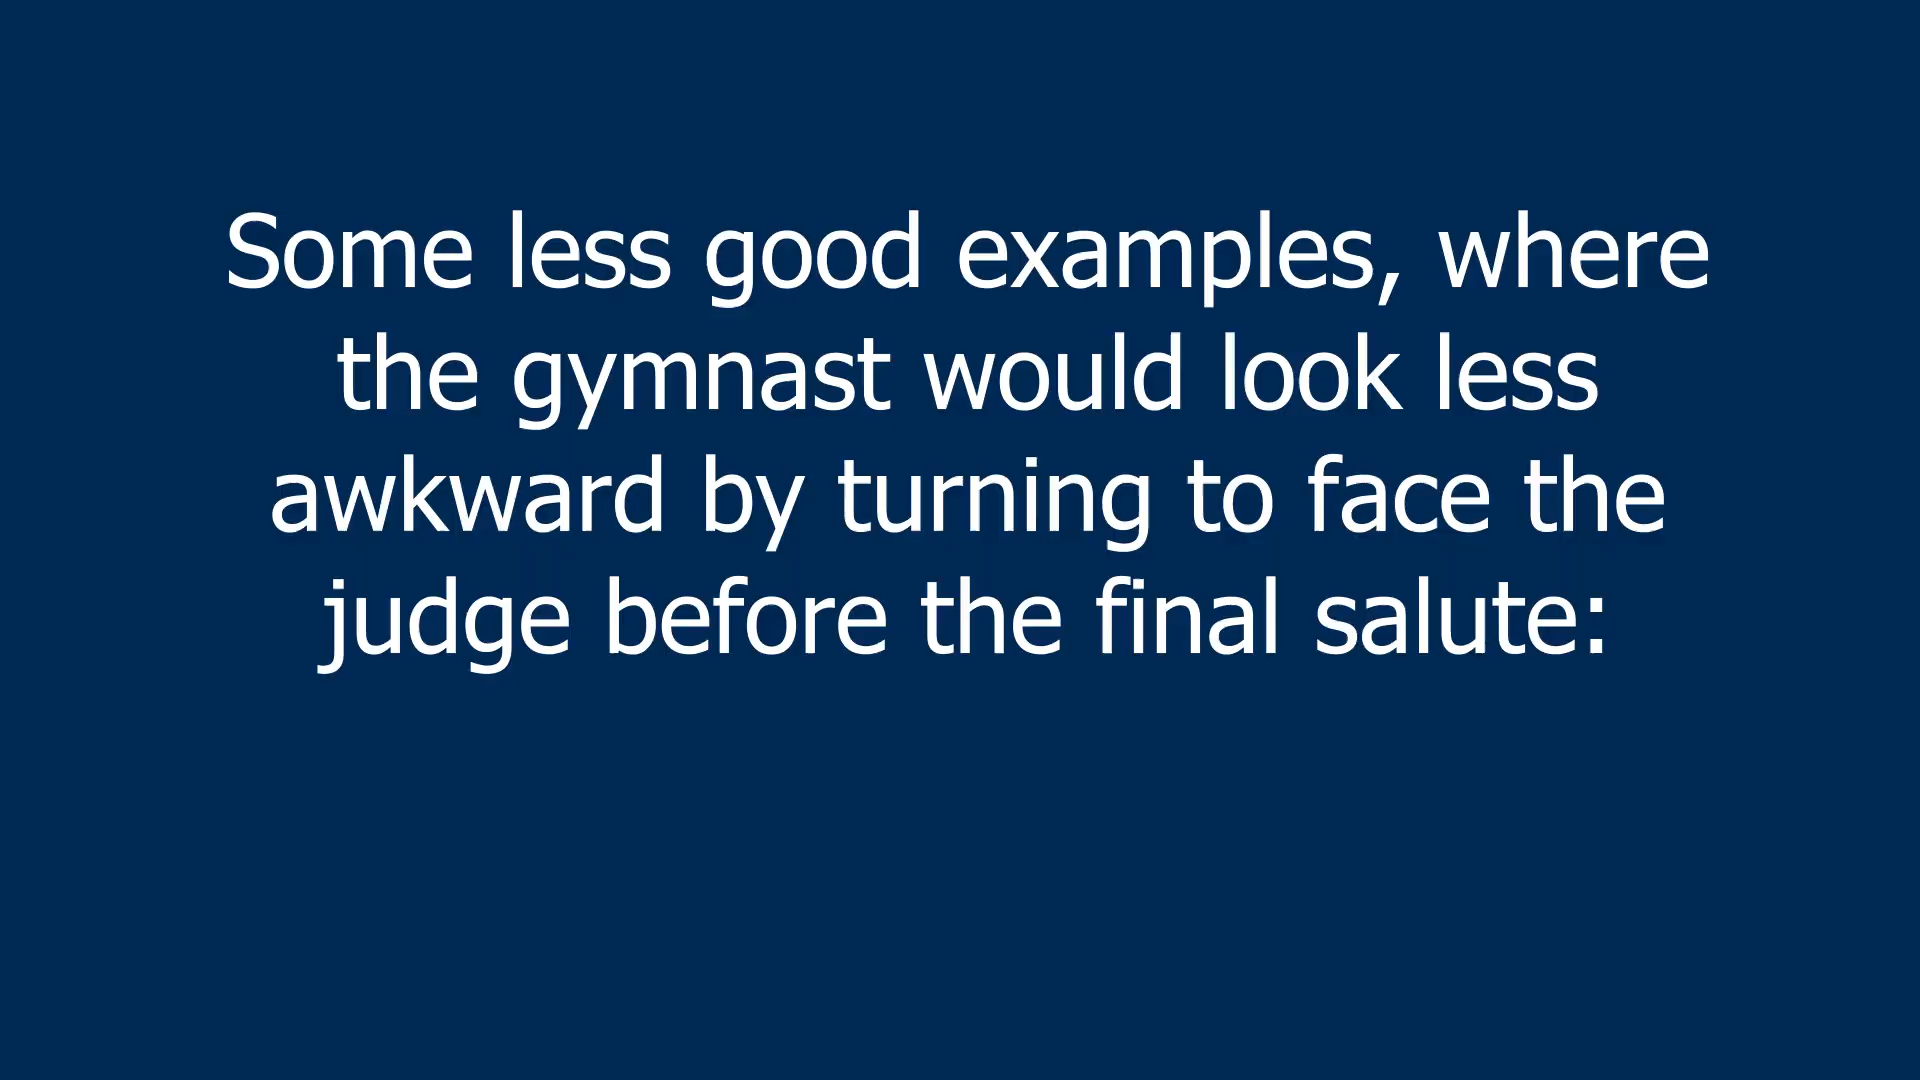 Some less good examples, where
the gymnast would look less
awkward by turning to face the
judge before the final salute: